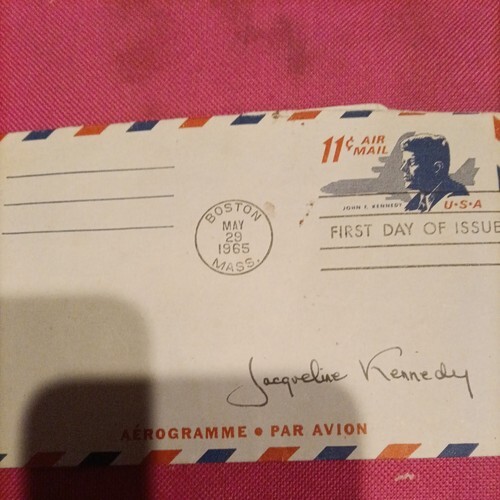 11¢ AIR
MAIL
JOHN F. KENNEDY
U·S·A
BOSTON
MAY
29
1965
MASS.
FIRST DAY OF ISSUE
Jacqueline Kennedy
AÉROGRAMME • PAR AVION